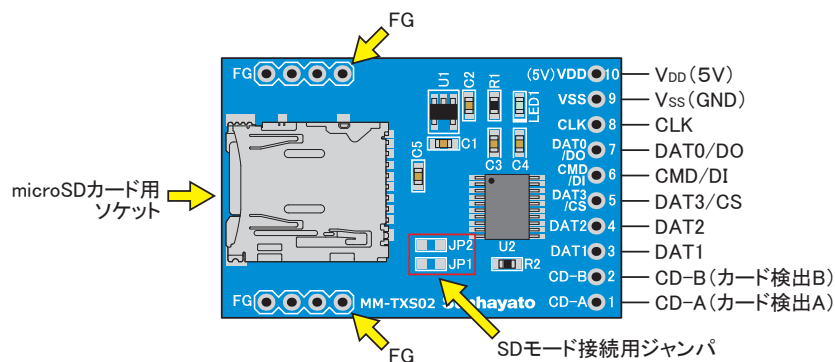 FG
FG
(5V) VDD 10
VDD(5V)
VSS 9
VSS(GND)
CLK 8
CLK
DAT0/DO 7
DAT0/DO
CMD/DI 6
CMD/DI
DAT3/CS 5
DAT3/CS
DAT2 4
DAT2
DAT1 3
DAT1
CD-B 2
CD-B(カード検出B)
CD-A 1
CD-A(カード検出A)
U1
C2
R1
LED1
C1
C3
C4
C5
U2
JP2
JP1
R2
microSDカード用
ソケット
FG
MM-TXS02
FG
SDモード接続用ジャンパ